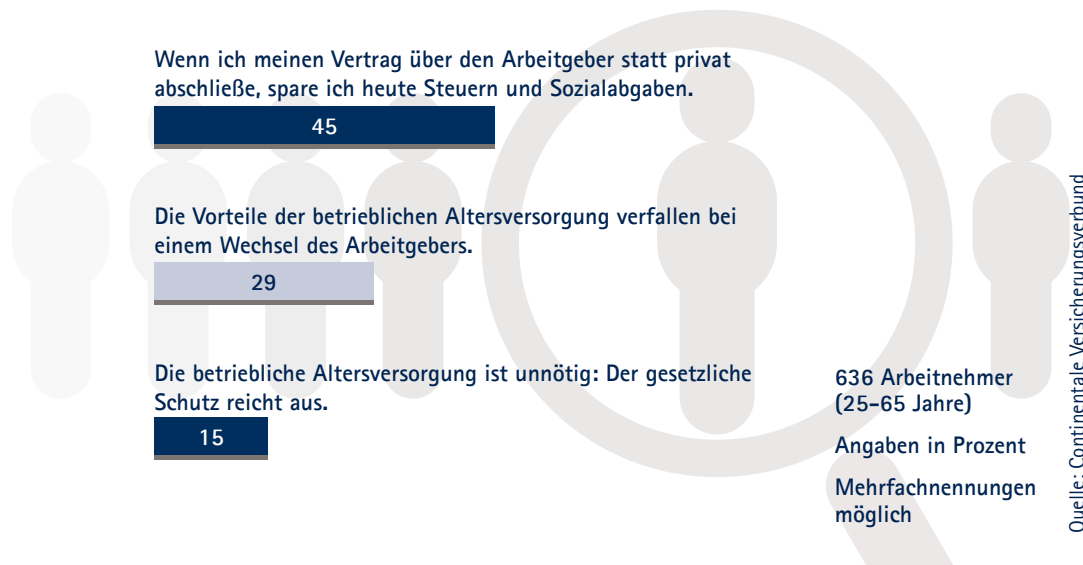 Wenn ich meinen Vertrag über den Arbeitgeber statt privat
abschließe, spare ich heute Steuern und Sozialabgaben.
45
Die Vorteile der betrieblichen Altersversorgung verfallen bei
einem Wechsel des Arbeitgebers.
29
Die betriebliche Altersversorgung ist unnötig: Der gesetzliche
Schutz reicht aus.
15
636 Arbeitnehmer
(25–65 Jahre)
Angaben in Prozent
Mehrfachnennungen
möglich
Quelle: Continentale Versicherungsverbund